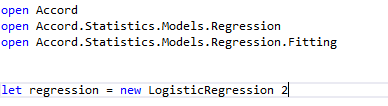 open Accord
open Accord.Statistics.Models.Regression
open Accord.Statistics.Models.Regression.Fitting
let regression = new LogisticRegression 2